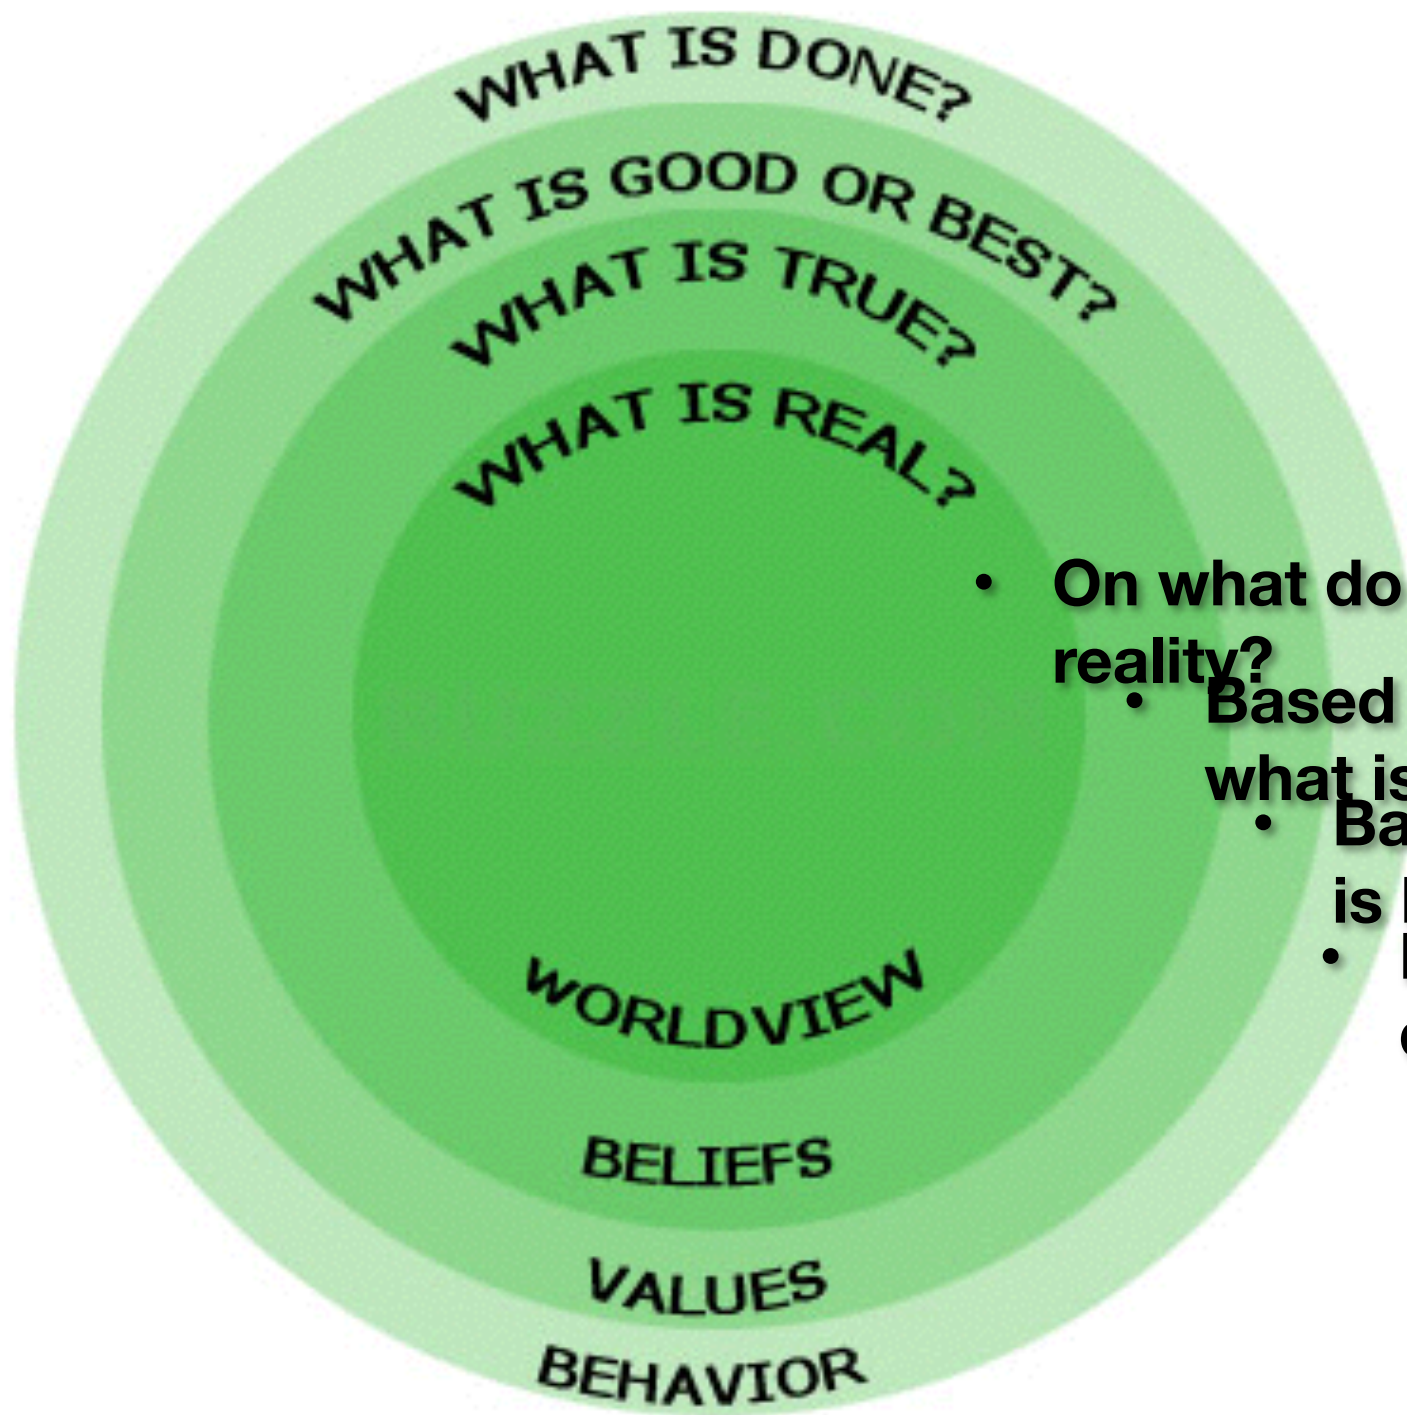 WHAT IS DONE?
WHAT IS GOOD OR BEST?
WHAT IS TRUE?
WHAT IS REAL?
• On what do
reality?
• Based
what is
•
is
•
WORLDVIEW
BELIEFS
VALUES
BEHAVIOR